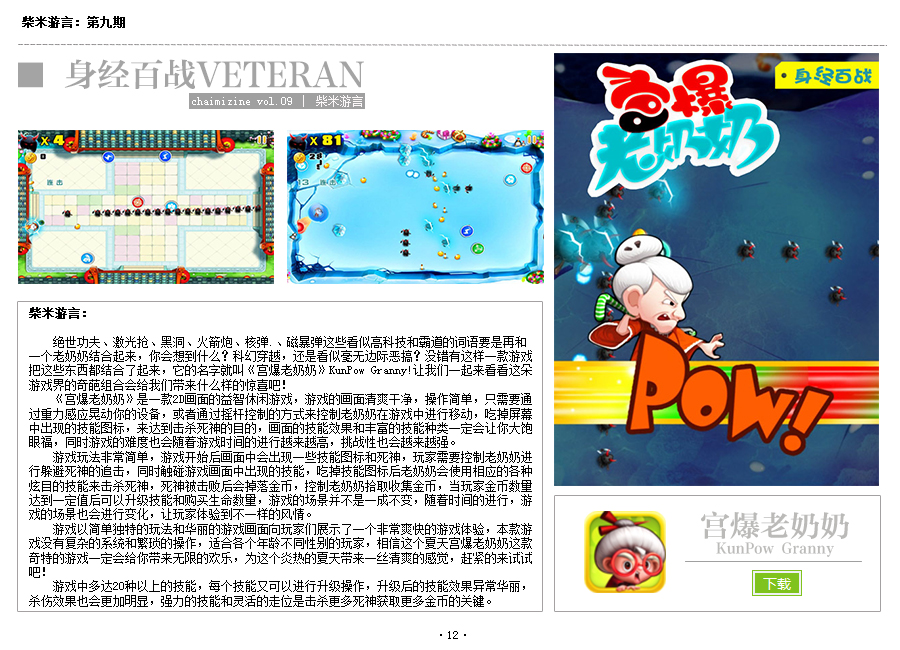 柴米游言：第九期
身经百战VETERAN
chaimizine vol.09 | 柴米游言
X 4
0
连击
X 81
28
1
3 连击
柴米游言：
绝世功夫、激光抢、黑洞、火箭炮、核弹.、磁暴弹这些看似高科技和霸道的词语要是再和
一个老奶奶结合起来，你会想到什么？科幻穿越，还是看似毫无边际恶搞？没错有这样一款游戏
把这些东西都结合了起来，它的名字就叫《宫爆老奶奶》KunPow Granny!让我们一起来看看这朵
游戏界的奇葩组合会给我们带来什么样的惊喜吧！
《宫爆老奶奶》是一款2D画面的益智休闲游戏，游戏的画面清爽干净，操作简单，只需要通
过重力感应晃动你的设备，或者通过摇杆控制的方式来控制老奶奶在游戏中进行移动，吃掉屏幕
中出现的技能图标，来达到击杀死神的目的，画面的技能效果和丰富的技能种类一定会让你大饱
眼福，同时游戏的难度也会随着游戏时间的进行越来越高，挑战性也会越来越强。
游戏玩法非常简单，游戏开始后画面中会出现一些技能图标和死神，玩家需要控制老奶奶进
行躲避死神的追击，同时触碰游戏画面中出现的技能，吃掉技能图标后老奶奶会使用相应的各种
炫目的技能来击杀死神，死神被击败后会掉落金币，控制老奶奶拾取收集金币，当玩家金币数量
达到一定值后可以升级技能和购买生命数量，游戏的场景并不是一成不变，随着时间的进行，游
戏的场景也会进行变化，让玩家体验到不一样的风情。
游戏以简单独特的玩法和华丽的游戏画面向玩家们展示了一个非常爽快的游戏体验，本款游
戏没有复杂的系统和繁琐的操作，适合各个年龄不同性别的玩家，相信这个夏天宫爆老奶奶这款
奇特的游戏一定会给你带来无限的欢乐，为这个炎热的夏天带来一丝清爽的感觉，赶紧的来试试
吧！
游戏中多达20种以上的技能，每个技能又可以进行升级操作，升级后的技能效果异常华丽，
杀伤效果也会更加明显，强力的技能和灵活的走位是击杀更多死神获取更多金币的关键。
·身经百战
宫爆
老奶奶
POW!
宫爆老奶奶
KunPow Granny
下载
·12·